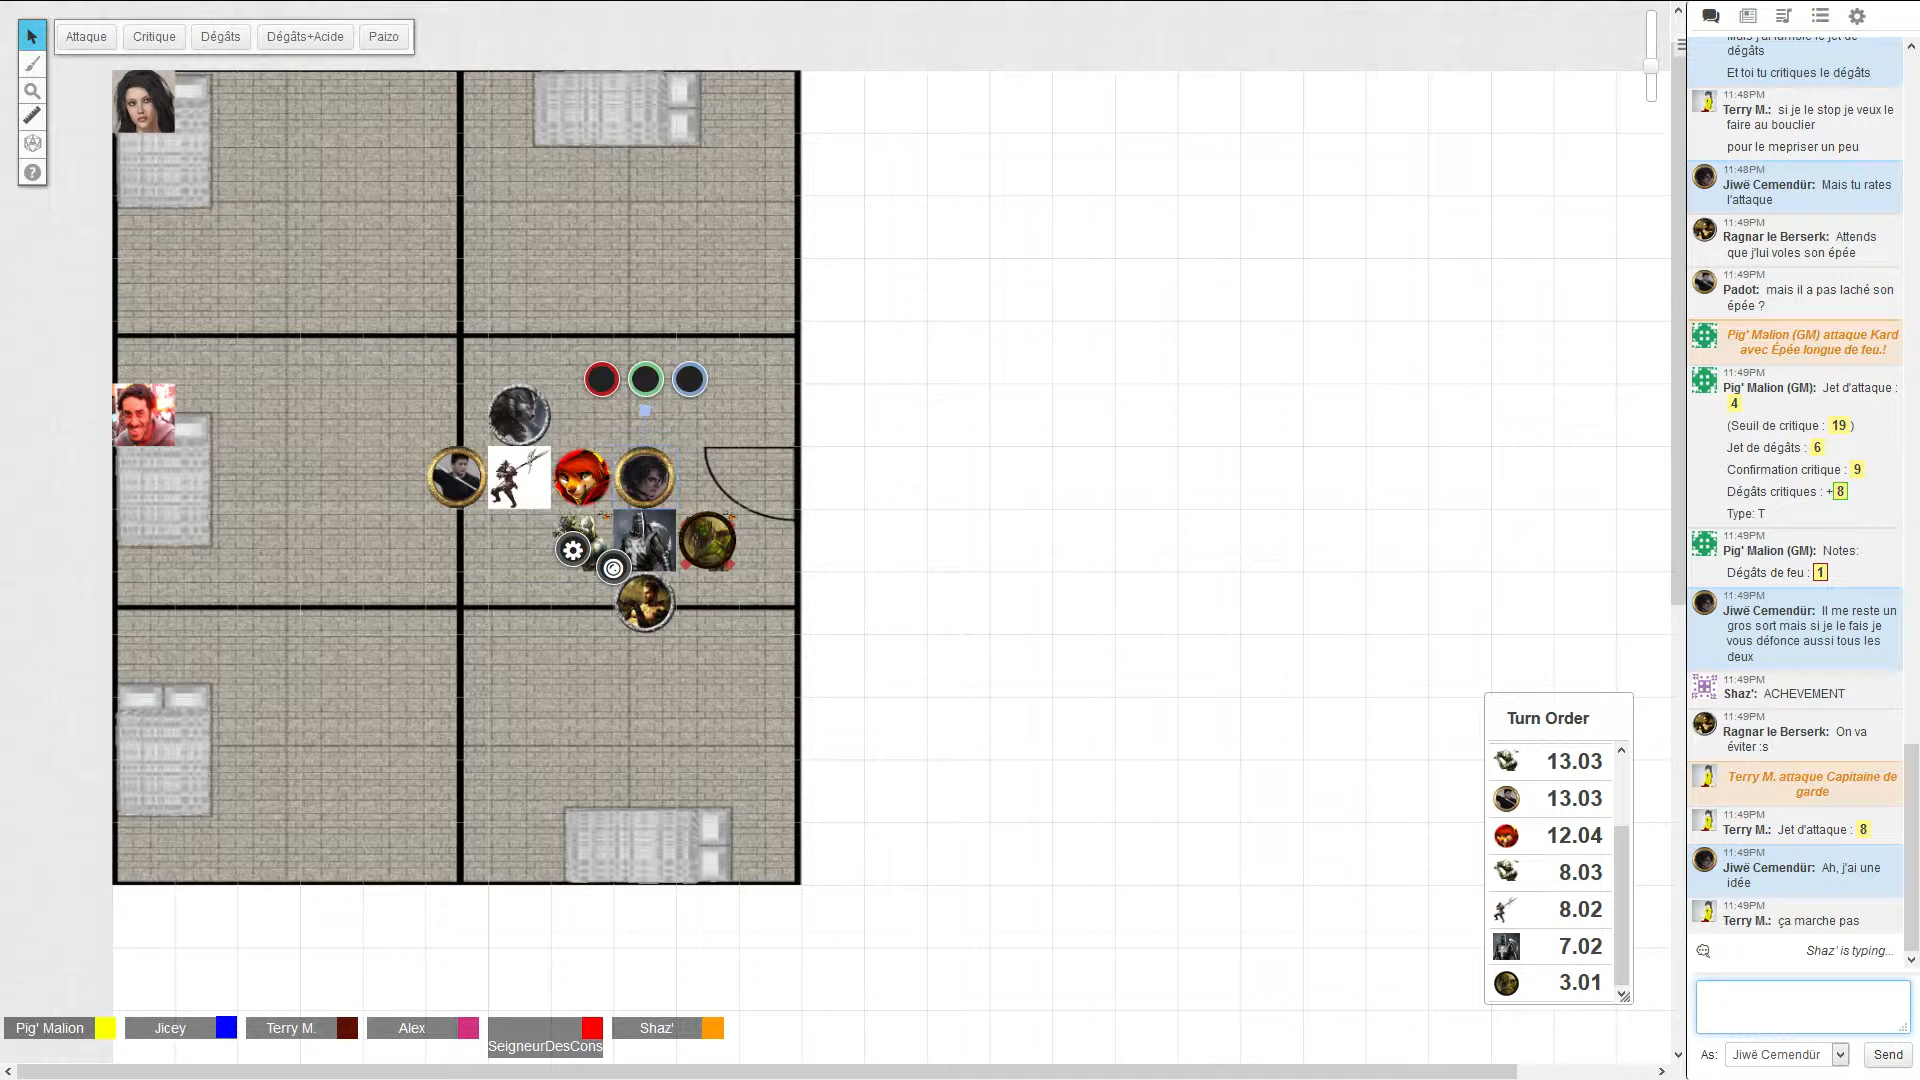 Attaque
Critique
Dégâts
Dégâts+Acide
Paizo
Turn Order
13.03
13.03
12.04
8.03
8.02
7.02
3.01
Pig' Malion
Jicey
Terry M.
Alex
SeigneurDesCons
Shaz'
dégâts
Et toi tu critiques le dégâts
11:48PM
Terry M.: si je le stop je veux le
faire au bouclier
pour le mepriser un peu
11:48PM
Jiwë Cemendür: Mais tu rates
l'attaque
11:49PM
Ragnar le Berserk: Attends
que j'lui voles son épée
11:49PM
Padot: mais il a pas laché son
épée ?
Pig' Malion (GM) attaque Kard
avec Épée longue de feu.!
11:49PM
Pig' Malion (GM): Jet d'attaque :
4
(Seuil de critique : 19 )
Jet de dégâts : 6
Confirmation critique : 9
Dégâts critiques : +8
Type: T
11:49PM
Pig' Malion (GM): Notes:
Dégâts de feu : 1
11:49PM
Jiwë Cemendür: Il me reste un
gros sort mais si je le fais je
vous défonce aussi tous les
deux
11:49PM
Shaz': ACHEVEMENT
11:49PM
Ragnar le Berserk: On va
éviter :s
Terry M. attaque Capitaine de
garde
11:49PM
Terry M.: Jet d'attaque : 8
11:49PM
Jiwë Cemendür: Ah, j'ai une
idée
11:49PM
Terry M.: ça marche pas
Shaz' is typing...
As: Jiwë Cemendür
Send